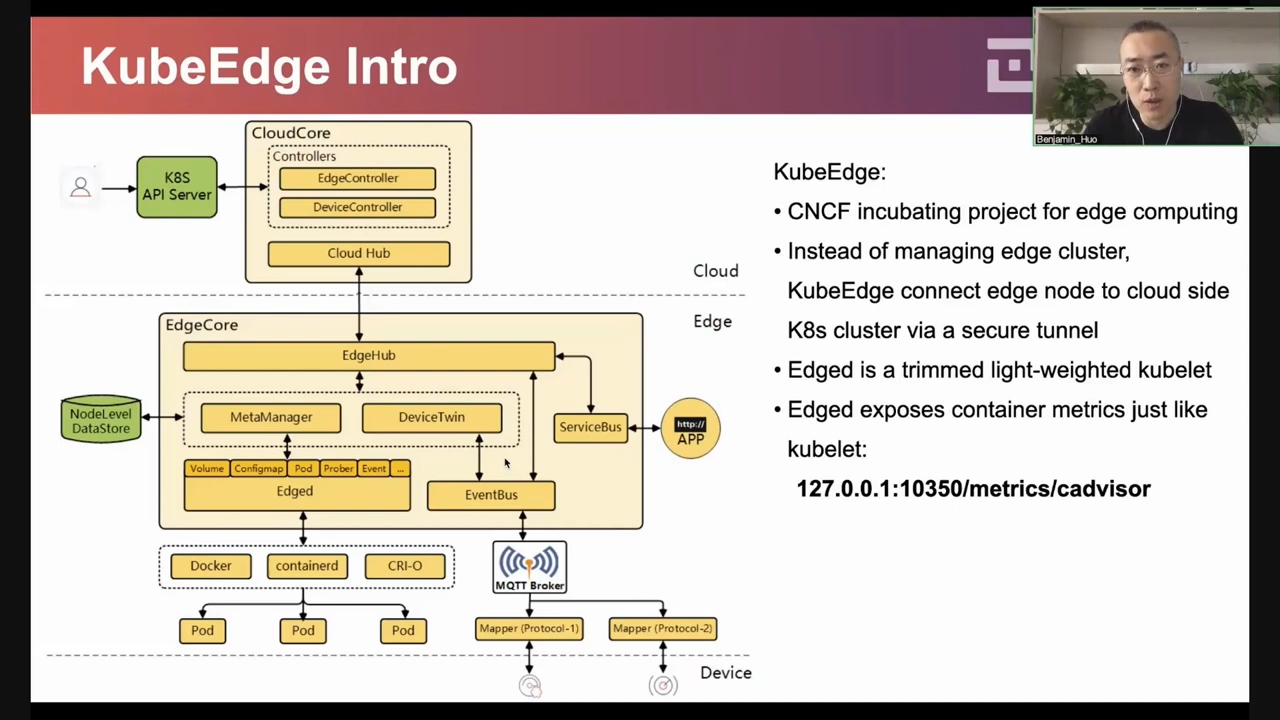 KubeEdge Intro
Benjamin_Huo
CloudCore
Controllers
EdgeController
DeviceController
Cloud Hub
K8S
API Server
Cloud
Edge
EdgeCore
EdgeHub
NodeLevel
DataStore
MetaManager
DeviceTwin
ServiceBus
http://
APP
Volume
Configmap
Pod
Prober
Event
...
Edged
EventBus
Docker
containerd
CRI-O
MQTT Broker
Pod
Pod
Pod
Mapper (Protocol-1)
Mapper (Protocol-2)
Device
KubeEdge:
• CNCF incubating project for edge computing
• Instead of managing edge cluster,
KubeEdge connect edge node to cloud side
K8s cluster via a secure tunnel
• Edged is a trimmed light-weighted kubelet
• Edged exposes container metrics just like
kubelet:
127.0.0.1:10350/metrics/cadvisor